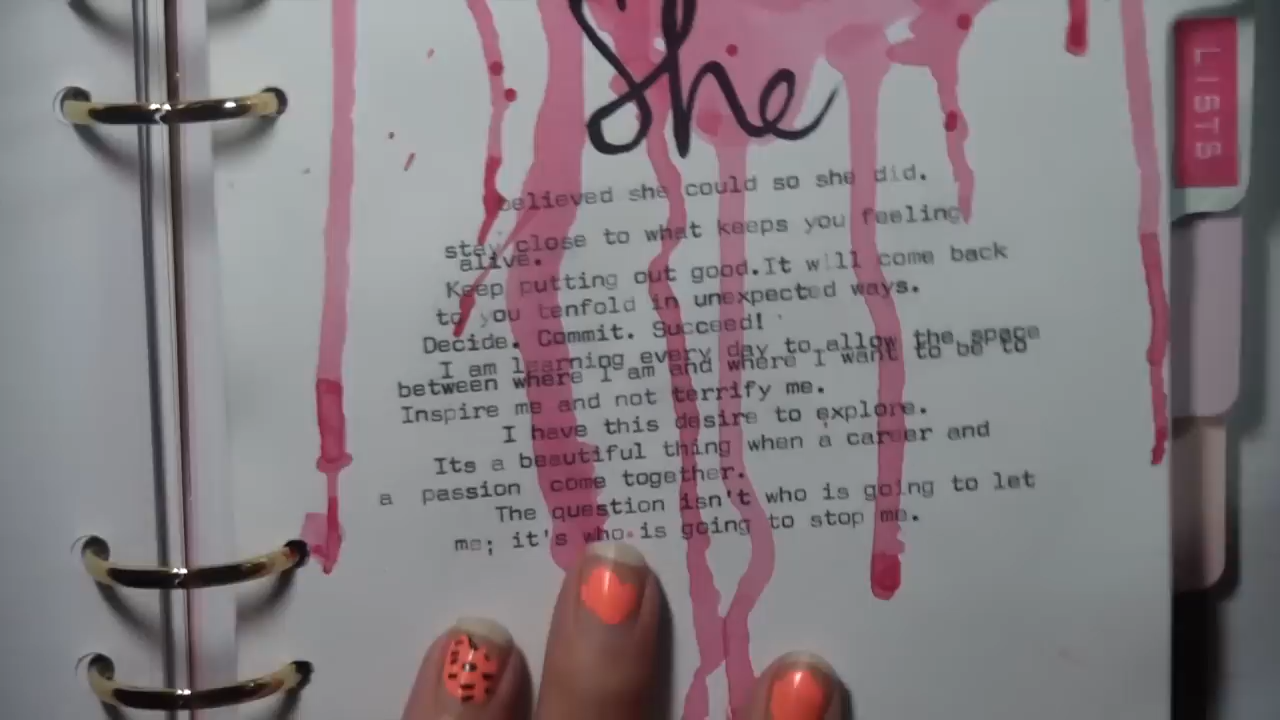 She
believed she could so she did.
stay close to what keeps you feeling
alive.
Keep putting out good.It will come back
to you tenfold in unexpected ways.
Decide. Commit. Succeed!
I am learning every day to allow the space
between where I am and where I want to be to
Inspire me and not terrify me.
I have this desire to explore.
Its a beautiful thing when a career and
a passion come together.
The question isn't who is going to let
me; it's who is going to stop me.
LISTS